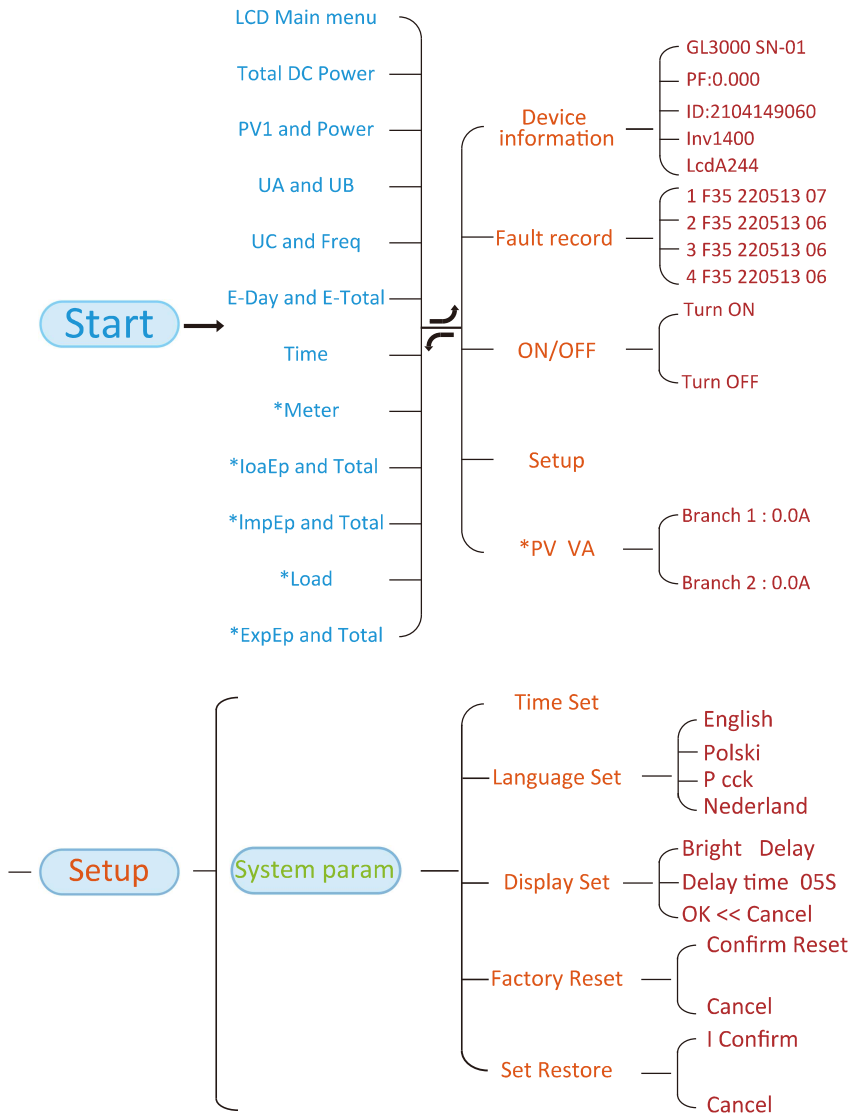 LCD Main menu
Total DC Power
PV1 and Power
UA and UB
UC and Freq
E-Day and E-Total
Start
Time
*Meter
*IoaEp and Total
*ImpEp and Total
*Load
*ExpEp and Total
Device
information
GL3000 SN-01
PF:0.000
ID:2104149060
Inv1400
LcdA244
Fault record
1 F35 220513 07
2 F35 220513 06
3 F35 220513 06
4 F35 220513 06
ON/OFF
Turn ON
Turn OFF
Setup
*PV VA
Branch 1 : 0.0A
Branch 2 : 0.0A
Setup
System param
Time Set
Language Set
English
Polski
P cck
Nederland
Display Set
Bright Delay
Delay time 05S
OK << Cancel
Factory Reset
Confirm Reset
Cancel
Set Restore
I Confirm
Cancel